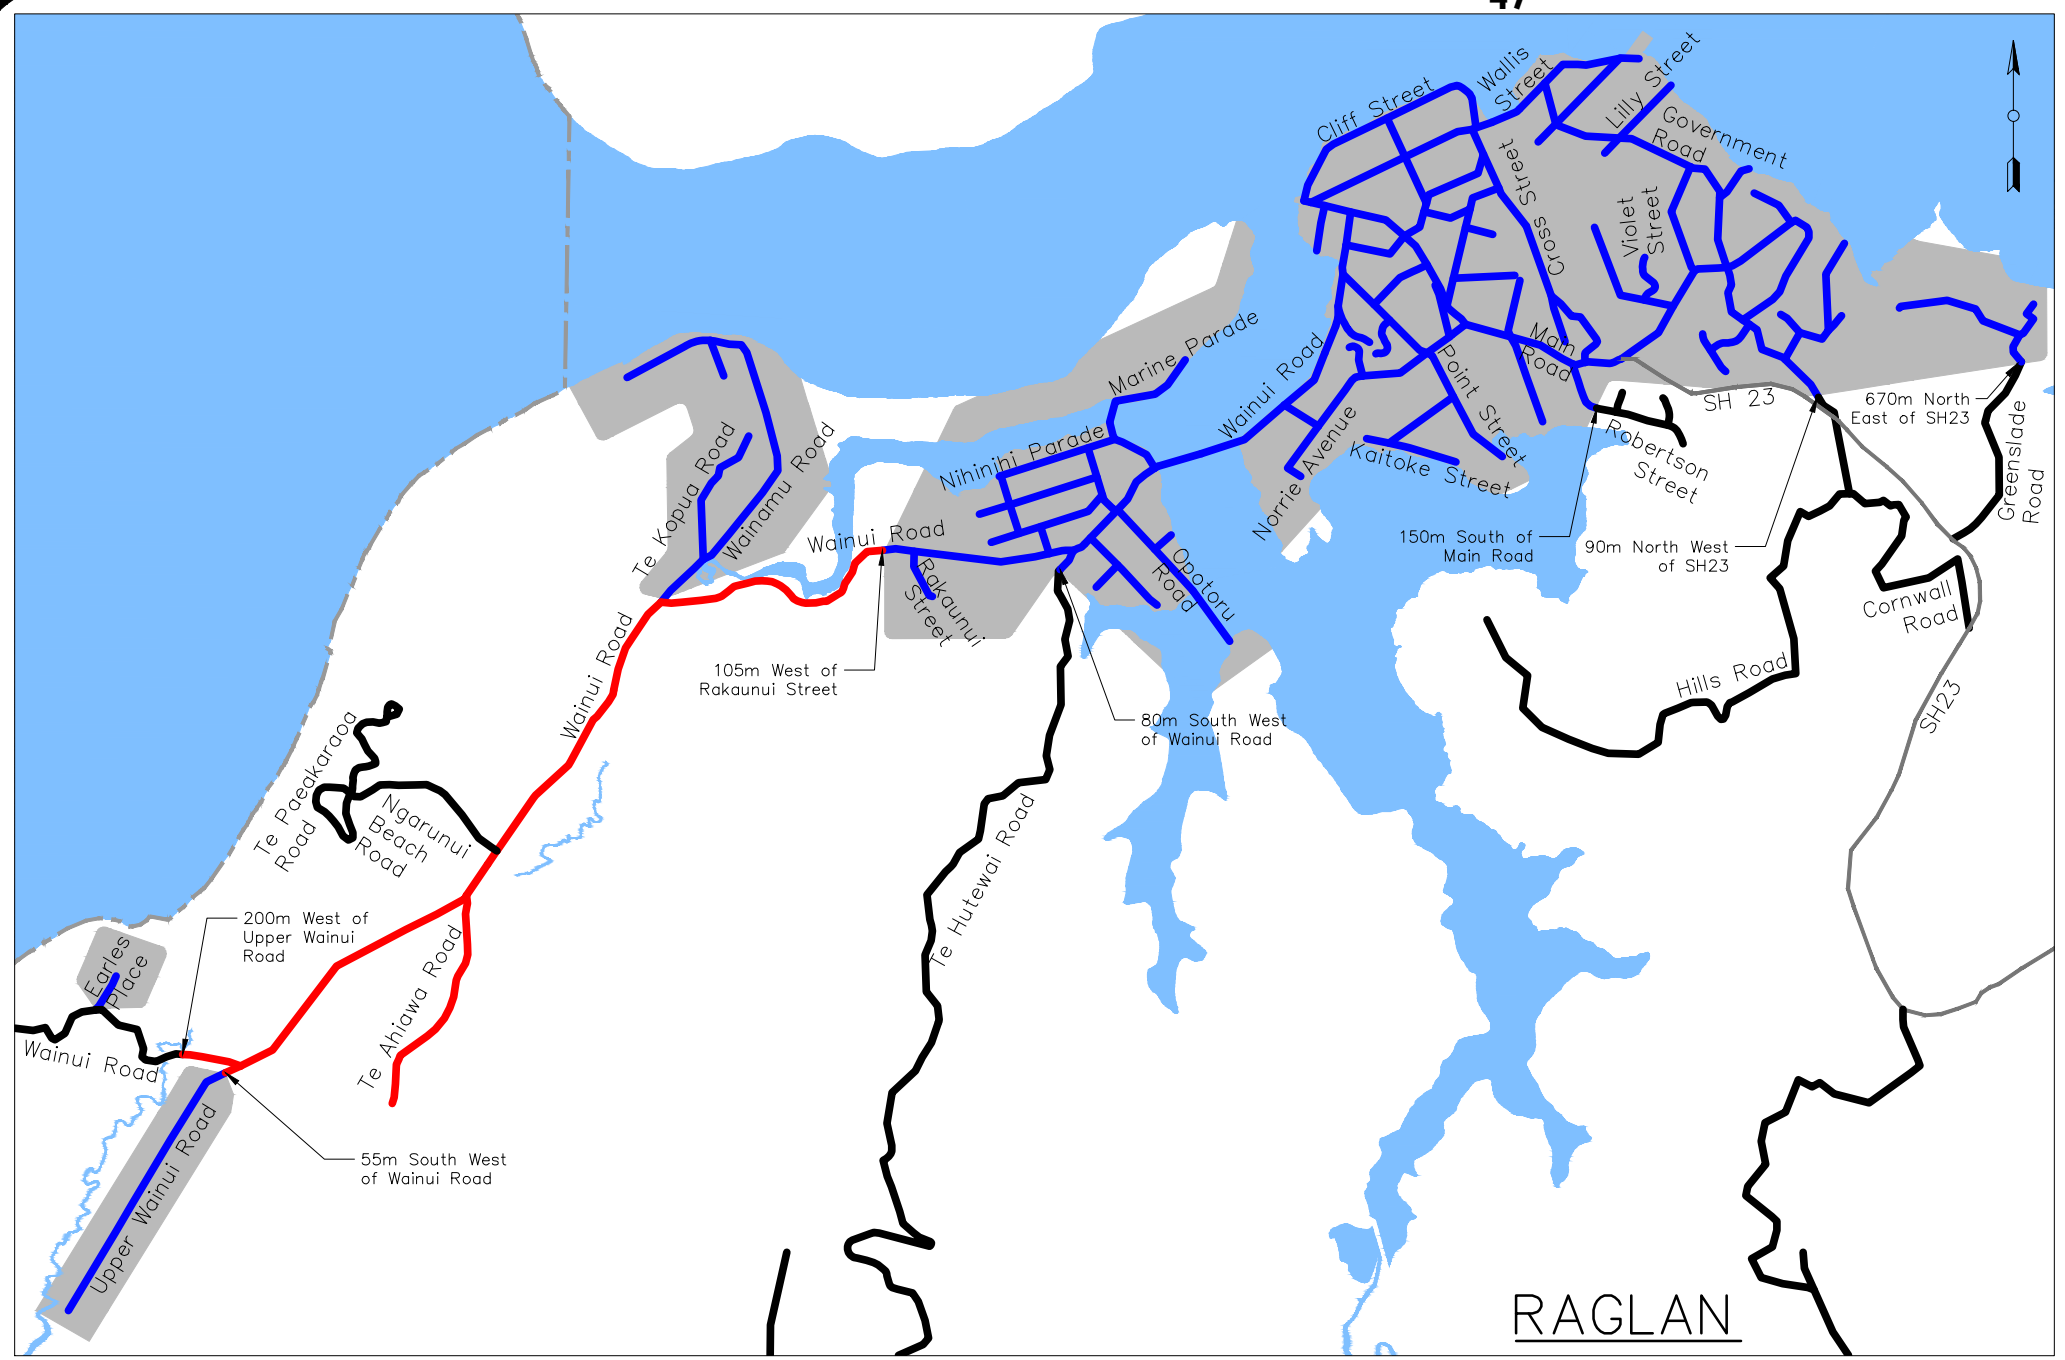 47
Cliff Street
Wallis
Street
Lilly Street
Government
Road
Cross Street
Violet
Street
Marine Parade
Wainui Road
Main
Road
Point Street
SH 23
670m North
East of SH23
Greenslade
Road
Robertson
Street
Norrie Avenue
Kaitoke Street
Nihinihi Parade
Te Kopua Road
Wainamu Road
Wainui Road
Rakaunui
Street
Opotoru
Road
150m South of
Main Road
90m North West
of SH23
Cornwall
Road
Hills Road
SH23
Wainui Road
105m West of
Rakaunui Street
80m South West
of Wainui Road
Te Paeakaraoa
Road
Ngarunui
Beach
Road
Te Hutewai Road
200m West of
Upper Wainui
Road
Earles
Place
Te Ahiawa Road
Wainui Road
55m South West
of Wainui Road
Upper Wainui Road
RAGLAN